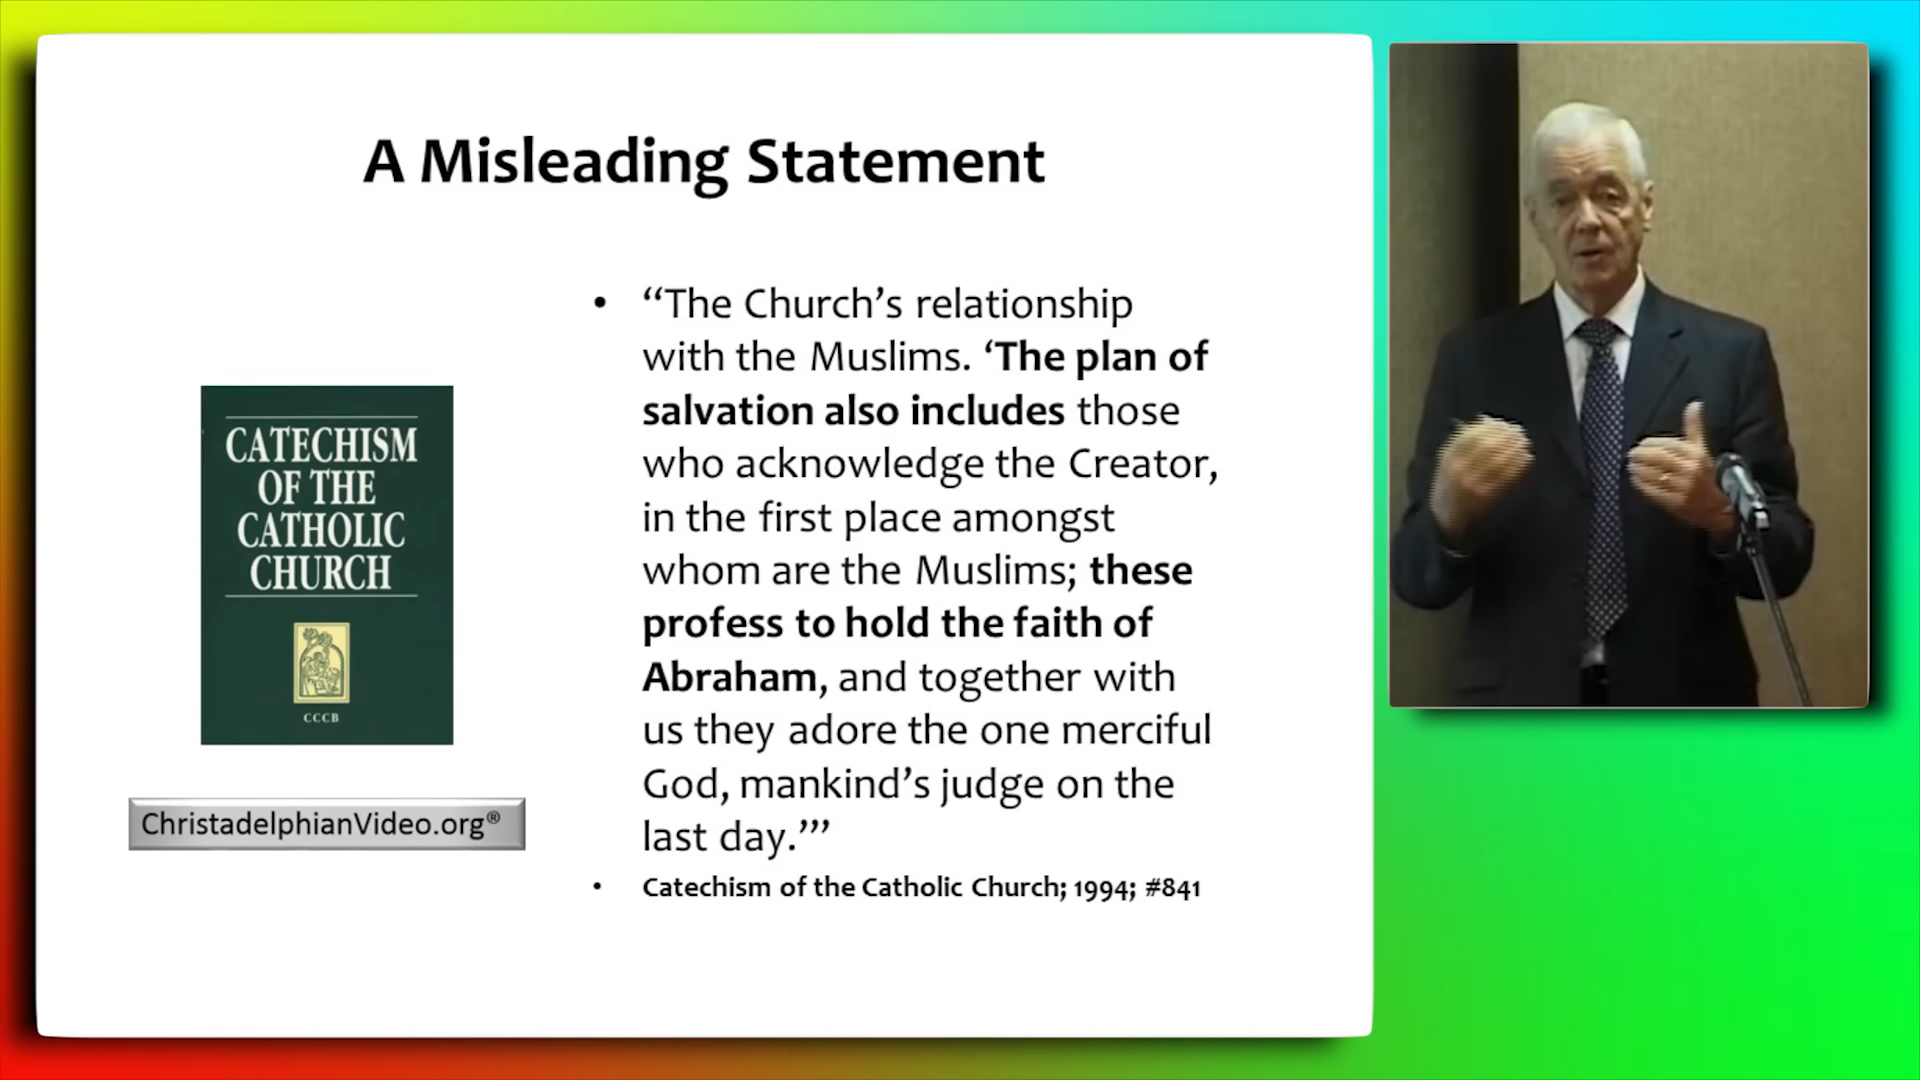 A Misleading Statement
• “The Church’s relationship
with the Muslims. ‘The plan of
salvation also includes those
who acknowledge the Creator,
in the first place amongst
whom are the Muslims; these
profess to hold the faith of
Abraham, and together with
us they adore the one merciful
God, mankind’s judge on the
last day.’”
• Catechism of the Catholic Church; 1994; #841
CATECHISM
OF THE
CATHOLIC
CHURCH
CCCB
ChristadelphianVideo.org®